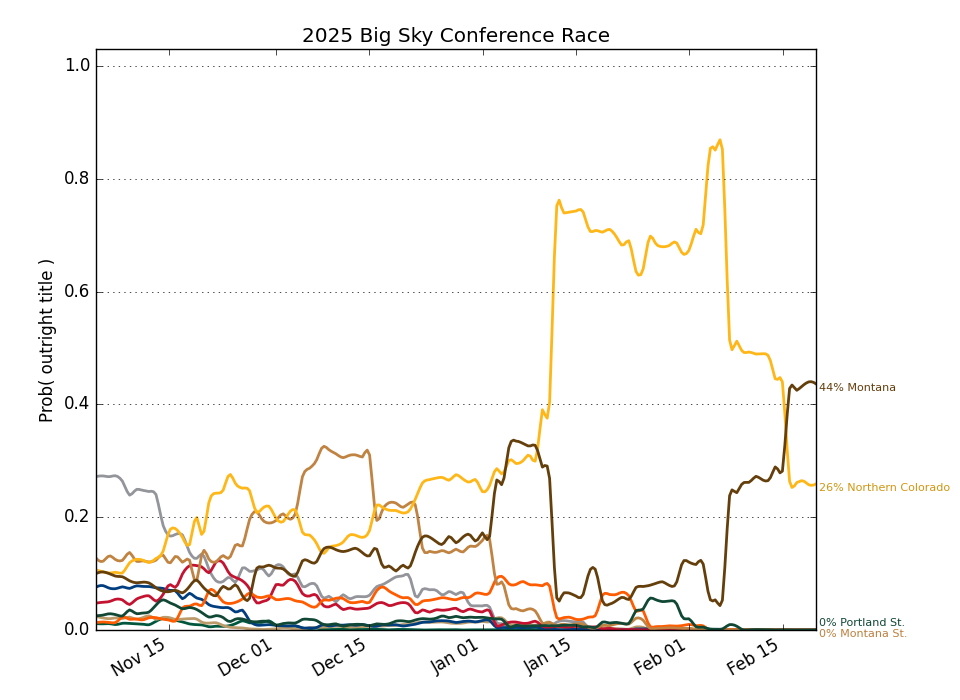 2025 Big Sky Conference Race
1.0
0.8
0.6
0.4
0.2
0.0
Prob( outright title )
44% Montana
26% Northern Colorado
0% Portland St.
0% Montana St.
Nov 15
Dec 01
Dec 15
Jan 01
Jan 15
Feb 01
Feb 15